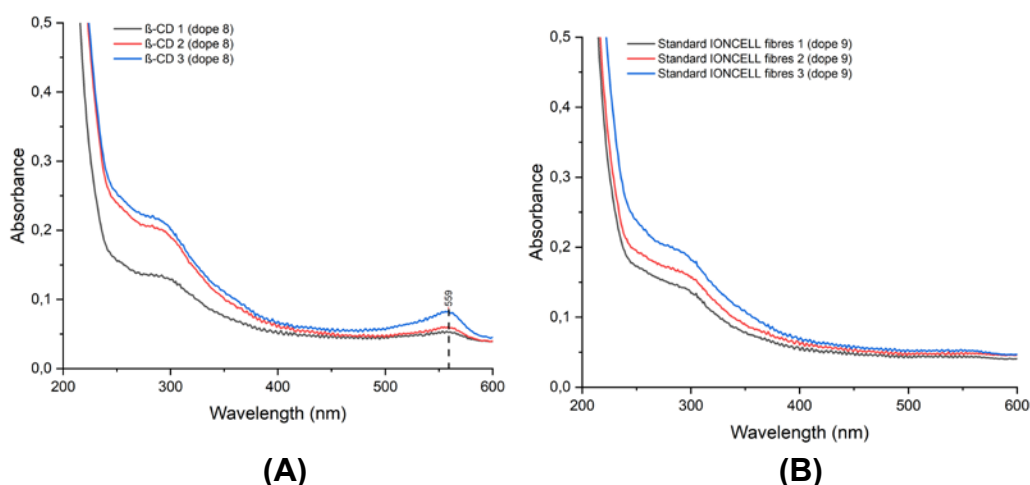 ß-CD 1 (dope 8)
ß-CD 2 (dope 8)
ß-CD 3 (dope 8)
0,5
0,4
0,3
0,2
0,1
0,0
Absorbance
559
200
300
400
500
600
Wavelength (nm)
(A)
Standard IONCELL fibres 1 (dope 9)
Standard IONCELL fibres 2 (dope 9)
Standard IONCELL fibres 3 (dope 9)
0,5
0,4
0,3
0,2
0,1
0,0
Absorbance
200
300
400
500
600
Wavelength (nm)
(B)